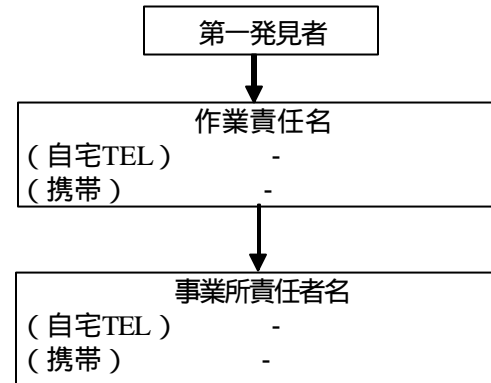 第一発見者
作業責任名
（自宅TEL） -
（携帯） -
事業所責任者名
（自宅TEL） -
（携帯） -